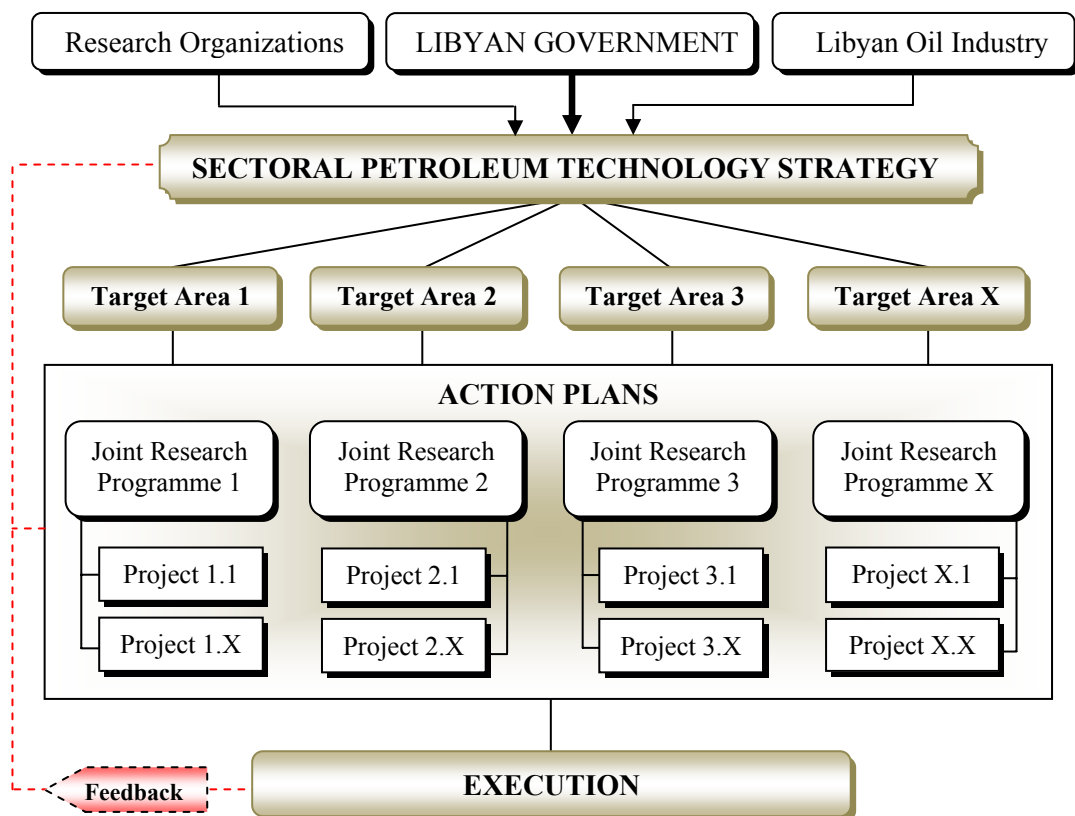 Research Organizations
LIBYAN GOVERNMENT
Libyan Oil Industry
SECTORAL PETROLEUM TECHNOLOGY STRATEGY
Target Area 1
Target Area 2
Target Area 3
Target Area X
ACTION PLANS
Joint Research
Programme 1
Joint Research
Programme 2
Joint Research
Programme 3
Joint Research
Programme X
Project 1.1
Project 2.1
Project 3.1
Project X.1
Project 1.X
Project 2.X
Project 3.X
Project X.X
Feedback
EXECUTION